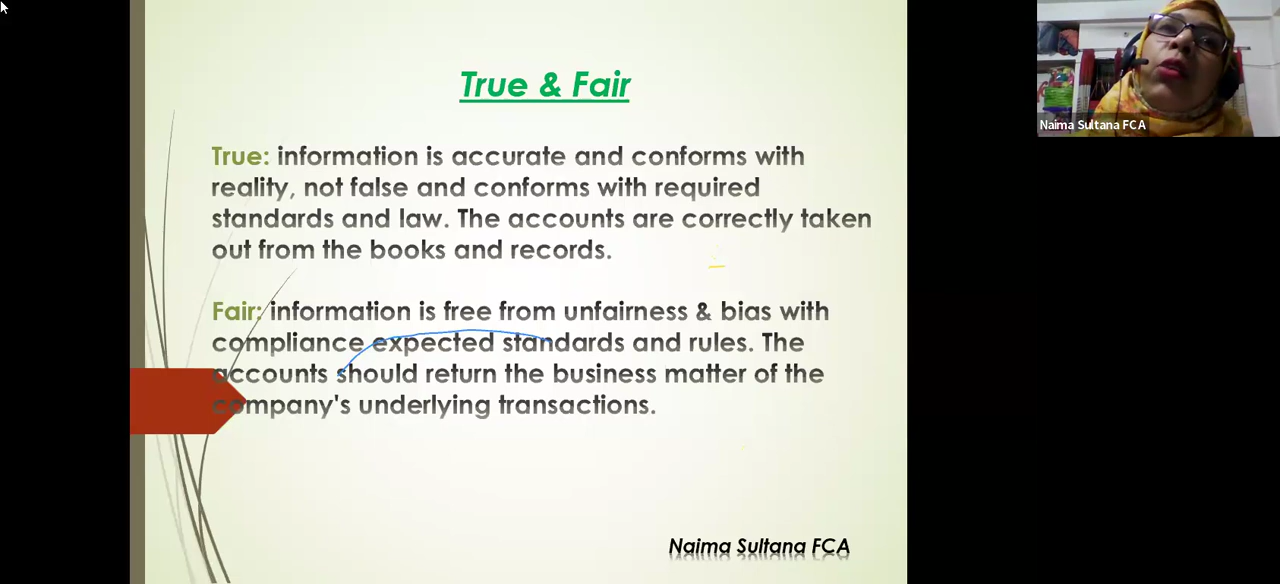 True & Fair
True: information is accurate and conforms with
reality, not false and conforms with required
standards and law. The accounts are correctly taken
out from the books and records.
Fair: information is free from unfairness & bias with
compliance expected standards and rules. The
accounts should return the business matter of the
company's underlying transactions.
Naima Sultana FCA
Naima Sultana FCA